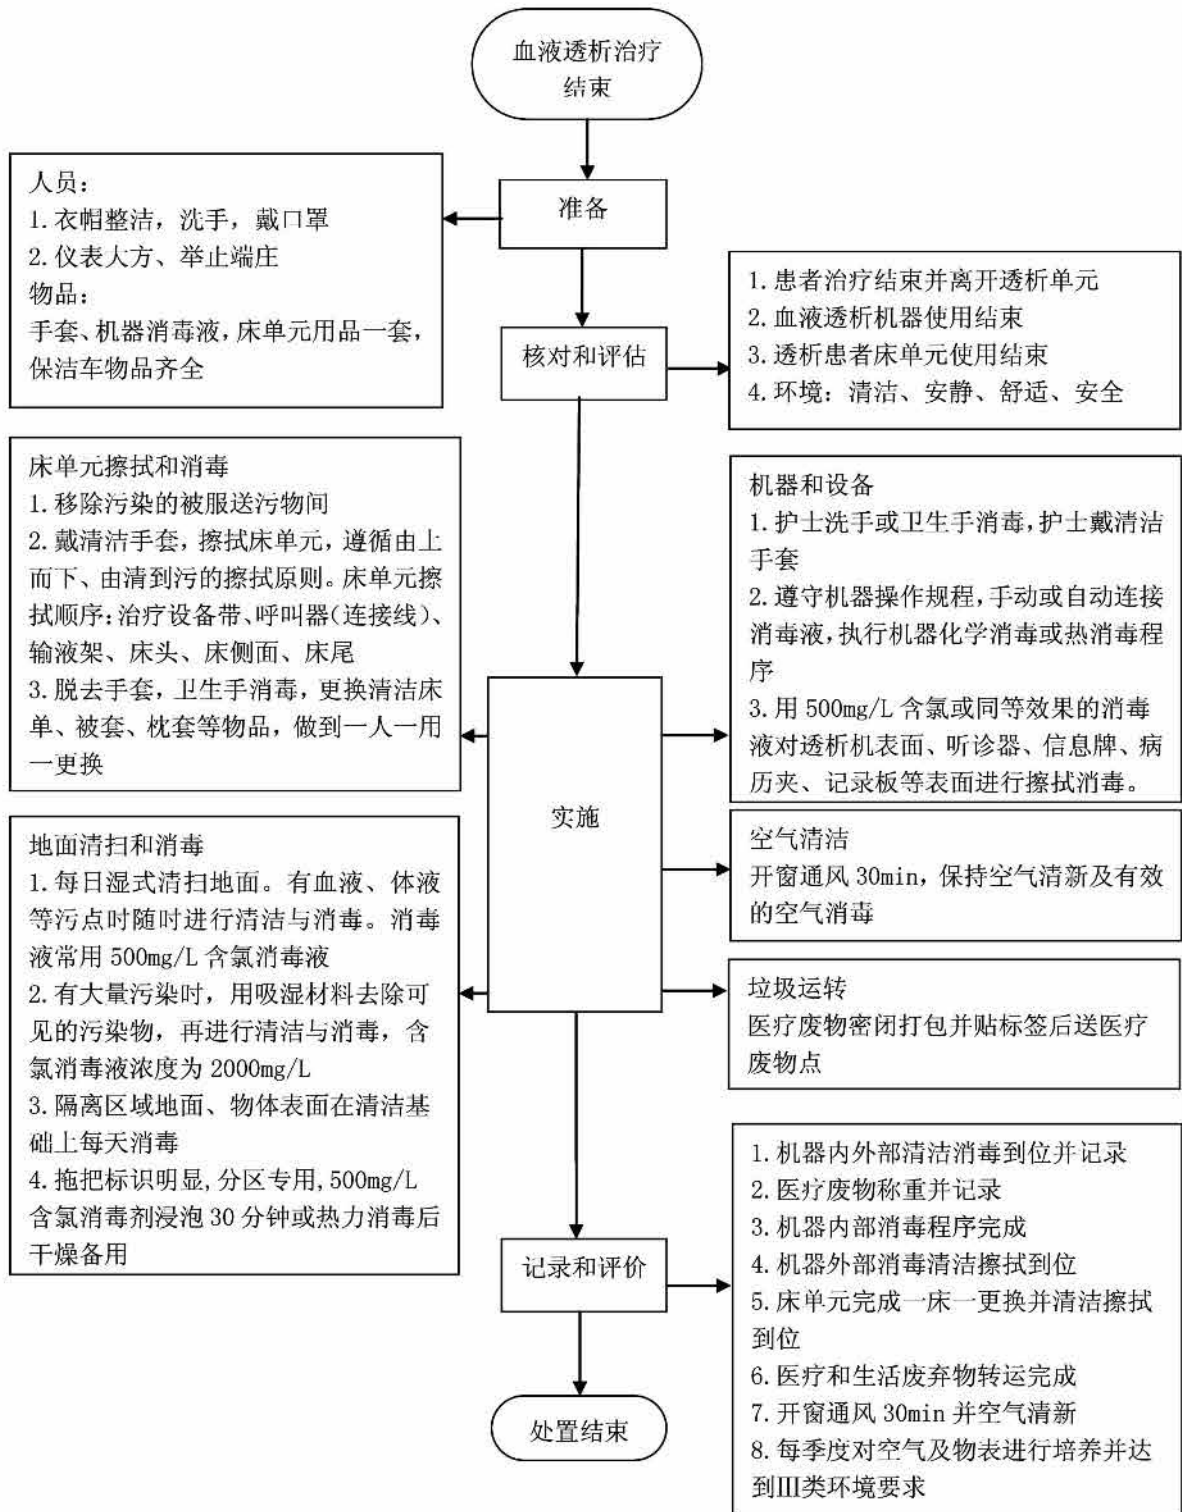 血液透析治疗
结束
准备
人员：
1.衣帽整洁，洗手，戴口罩
2.仪表大方、举止端庄
物品：
手套、机器消毒液，床单元用品一套，
保洁车物品齐全
核对和评估
1.患者治疗结束并离开透析单元
2.血液透析机器使用结束
3.透析患者床单元使用结束
4.环境：清洁、安静、舒适、安全
实施
床单元擦拭和消毒
1.移除污染的被服送污物间
2.戴清洁手套，擦拭床单元，遵循由上
而下、由清到污的擦拭原则。床单元擦
拭顺序：治疗设备带、呼叫器（连接线）、
输液架、床头、床侧面、床尾
3.脱去手套，卫生手消毒，更换清洁床
单、被套、枕套等物品，做到一人一用
一更换
机器和设备
1.护士洗手或卫生手消毒，护士戴清洁
手套
2.遵守机器操作规程，手动或自动连接
消毒液，执行机器化学消毒或热消毒程
序
3.用500mg/L含氯或同等效果的消毒
液对透析机表面、听诊器、信息牌、病
历夹、记录板等表面进行擦拭消毒。
地面清扫和消毒
1.每日湿式清扫地面。有血液、体液
等污点时随时进行清洁与消毒。消毒
液常用500mg/L含氯消毒液
2.有大量污染时，用吸湿材料去除可
见的污染物，再进行清洁与消毒，含
氯消毒液浓度为2000mg/L
3.隔离区域地面、物体表面在清洁基
础上每天消毒
4.拖把标识明显，分区专用，500mg/L
含氯消毒剂浸泡30分钟或热力消毒后
干燥备用
空气清洁
开窗通风30min，保持空气清新及有效
的空气消毒
垃圾运转
医疗废物密闭打包并贴标签后送医疗
废物点
记录和评价
1.机器内外部清洁消毒到位并记录
2.医疗废物称重并记录
3.机器内部消毒程序完成
4.机器外部消毒清洁擦拭到位
5.床单元完成一床一更换并清洁擦拭
到位
6.医疗和生活废弃物转运完成
7.开窗通风30min并空气清新
8.每季度对空气及物表进行培养并达
到Ⅲ类环境要求
处置结束